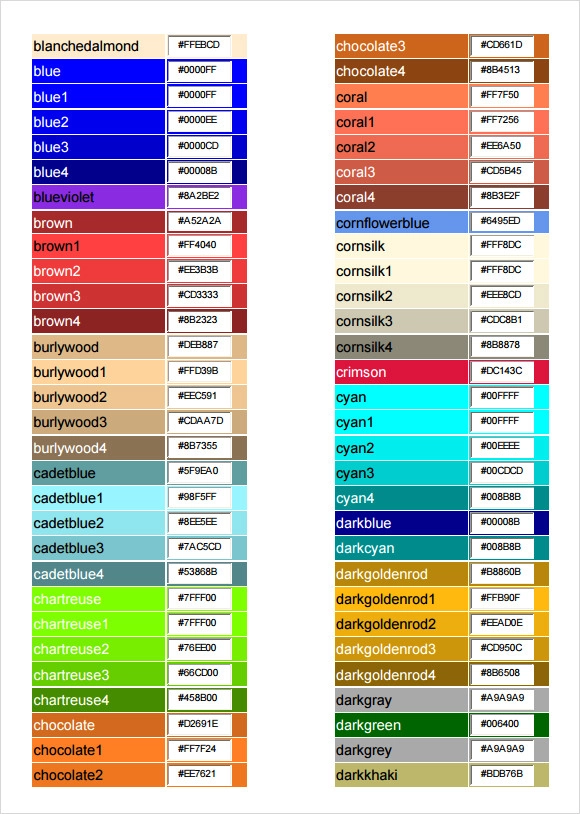 blanchedalmond #FFEBCD
blue #0000FF
blue1 #0000FF
blue2 #0000EE
blue3 #0000CD
blue4 #00008B
blueviolet #8A2BE2
brown #A52A2A
brown1 #FF4040
brown2 #EE3B3B
brown3 #CD3333
brown4 #8B2323
burlywood #DEB887
burlywood1 #FFD39B
burlywood2 #EEC591
burlywood3 #CDAA7D
burlywood4 #8B7355
cadetblue #5F9EA0
cadetblue1 #98F5FF
cadetblue2 #8EE5EE
cadetblue3 #7AC5CD
cadetblue4 #53868B
chartreuse #7FFF00
chartreuse1 #7FFF00
chartreuse2 #76EE00
chartreuse3 #66CD00
chartreuse4 #458B00
chocolate #D2691E
chocolate1 #FF7F24
chocolate2 #EE7621
chocolate3 #CD661D
chocolate4 #8B4513
coral #FF7F50
coral1 #FF7256
coral2 #EE6A50
coral3 #CD5B45
coral4 #8B3E2F
cornflowerblue #6495ED
cornsilk #FFF8DC
cornsilk1 #FFF8DC
cornsilk2 #EEE8CD
cornsilk3 #CDC8B1
cornsilk4 #8B8878
crimson #DC143C
cyan #00FFFF
cyan1 #00FFFF
cyan2 #00EEEE
cyan3 #00CDCD
cyan4 #008B8B
darkblue #00008B
darkcyan #008B8B
darkgoldenrod #B8860B
darkgoldenrod1 #FFB90F
darkgoldenrod2 #EEAD0E
darkgoldenrod3 #CD950C
darkgoldenrod4 #8B6508
darkgray #A9A9A9
darkgreen #006400
darkgrey #A9A9A9
darkkhaki #BDB76B